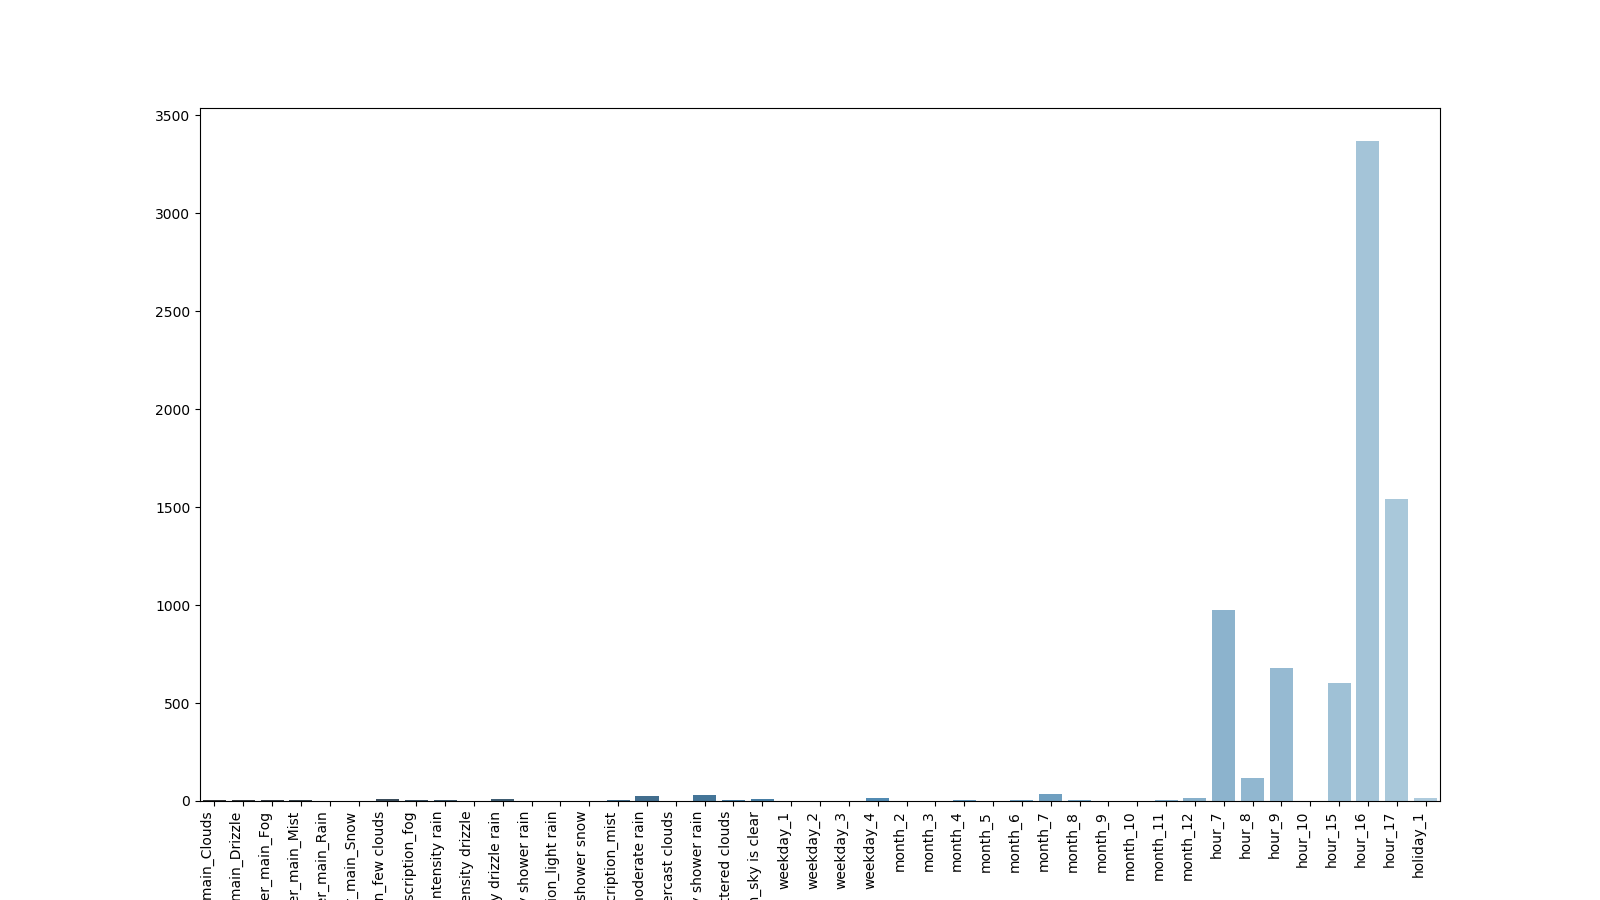 3500
3000
2500
2000
1500
1000
500
0
main_Clouds
main_Drizzle
er_main_Fog
er_main_Mist
er_main_Rain
_main_Snow
n_few clouds
scription_fog
ntensity rain
ensity drizzle
y drizzle rain
shower rain
ion_light rain
shower snow
cription_mist
moderate rain
ercast clouds
shower rain
ttered clouds
n_sky is clear
weekday_1
weekday_2
weekday_3
weekday_4
month_2
month_3
month_4
month_5
month_6
month_7
month_8
month_9
month_10
month_11
month_12
hour_7
hour_8
hour_9
hour_10
hour_15
hour_16
hour_17
holiday_1